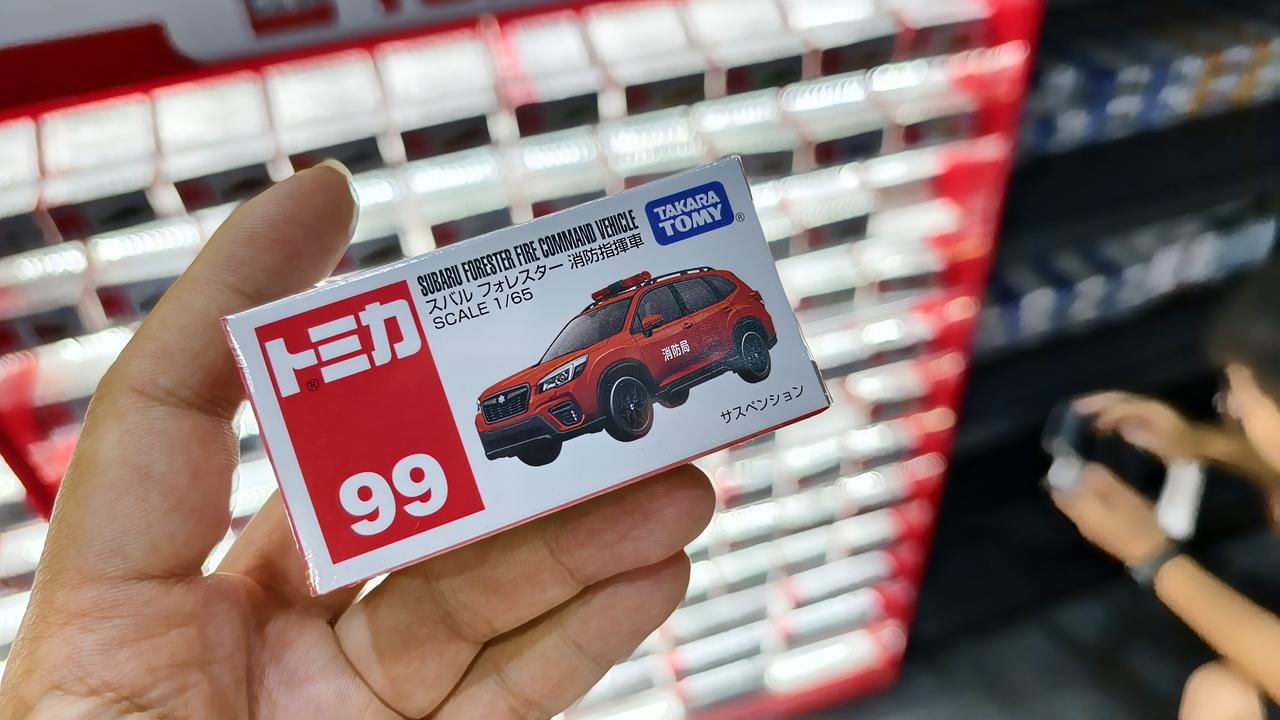 SUBARU FORESTER FIRE COMMAND VEHICLE
スバル フォレスター 消防指揮車
SCALE 1/65
TAKARA
TOMY®
トミカ®
99
消防局
サスペンション